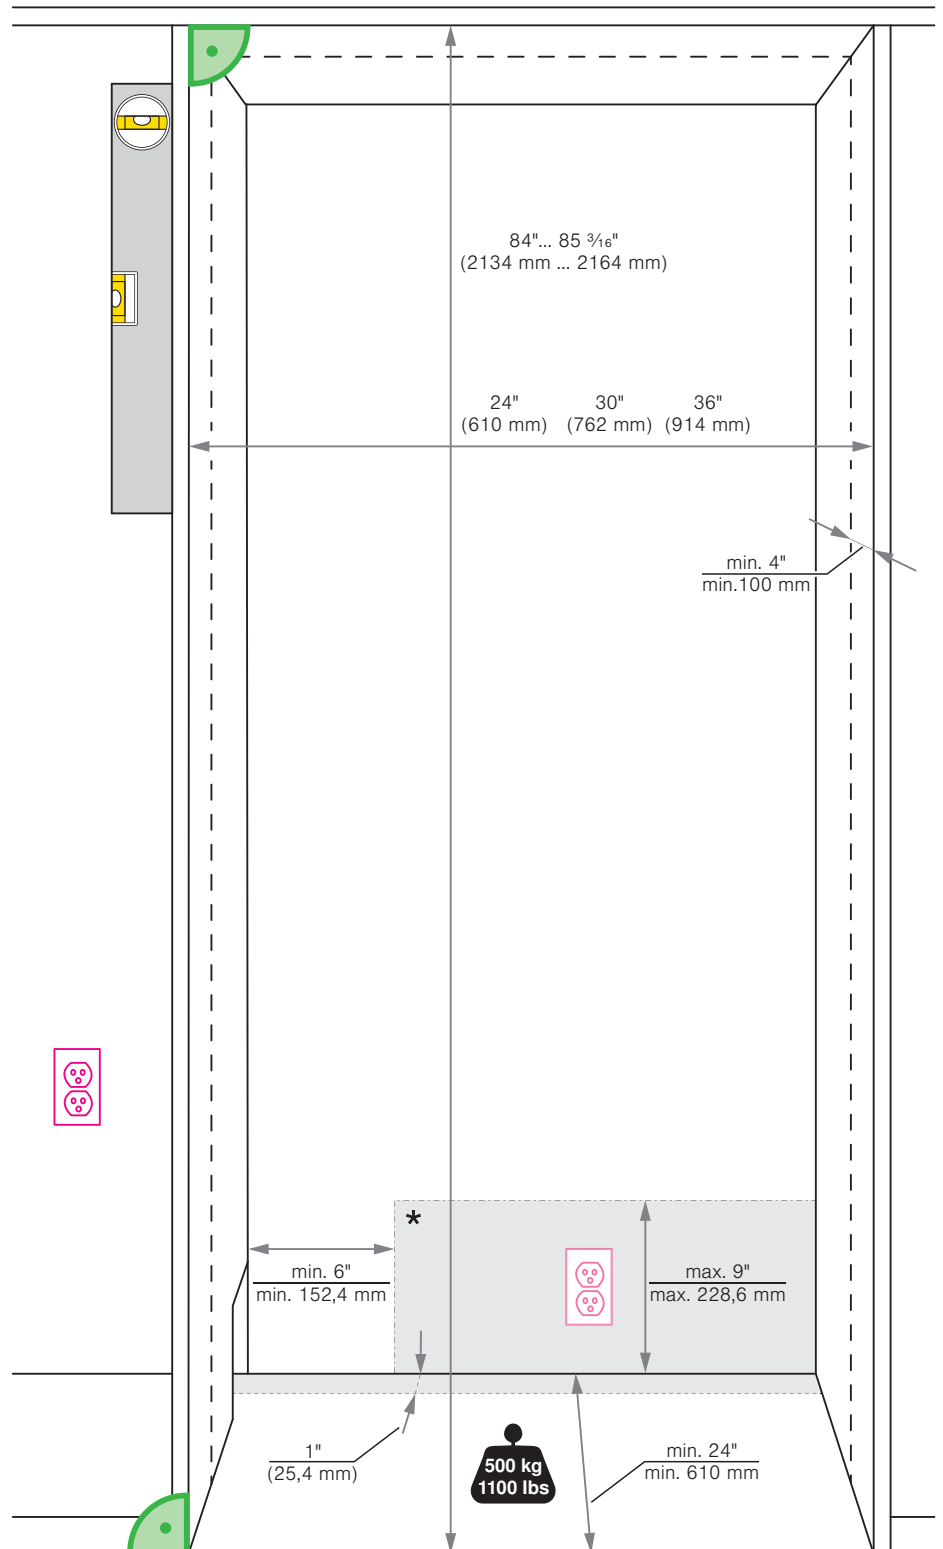 84"... 85 ³⁄₁₆"
(2134 mm ... 2164 mm)
24" 30" 36"
(610 mm) (762 mm) (914 mm)
min. 4"
min.100 mm
*
min. 6"
min. 152,4 mm
max. 9"
max. 228,6 mm
1"
(25,4 mm)
500 kg
1100 lbs
min. 24"
min. 610 mm